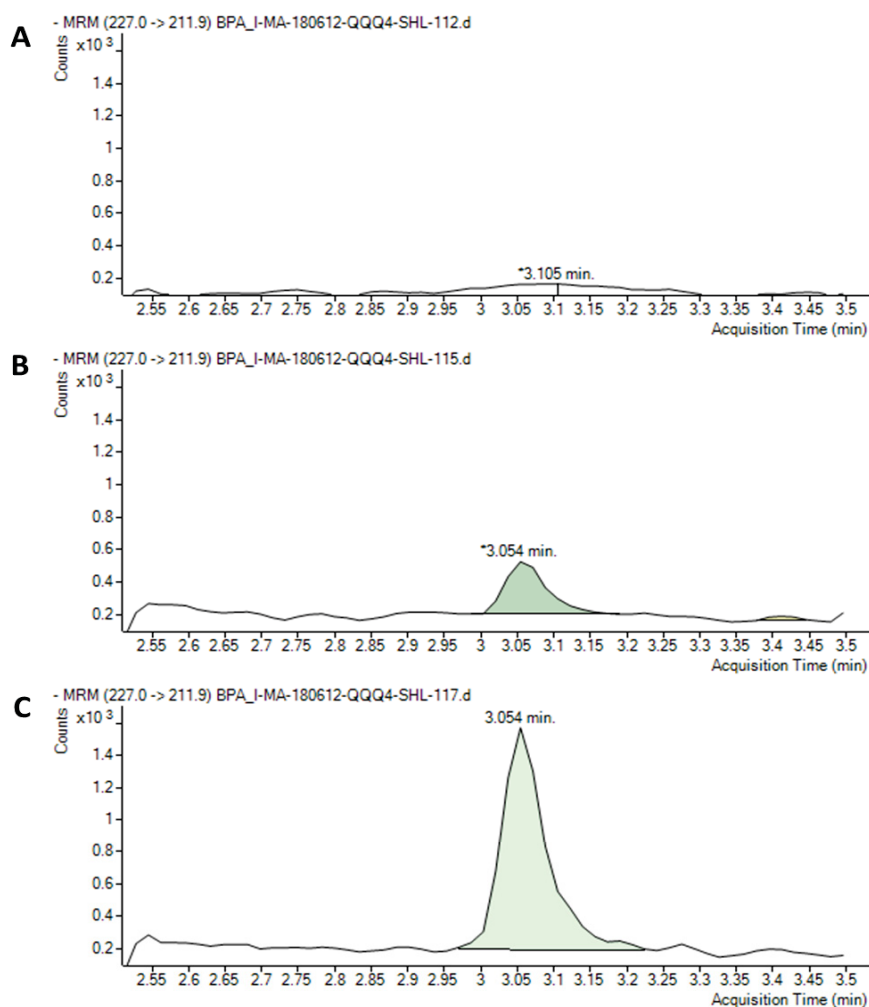 A
- MRM (227.0 -> 211.9) BPA_I-MA-180612-QQQ4-SHL-112.d
Counts
x10 3
1.4
1
1.2
0.8
0.6
0.4
0.2
*3.105 min.
2.55 2.6 2.65 2.7 2.75 2.8 2.85 2.9 2.95 3 3.05 3.1 3.15 3.2 3.25 3.3 3.35 3.4 3.45 3.5
Acquisition Time (min)
B
- MRM (227.0 -> 211.9) BPA_I-MA-180612-QQQ4-SHL-115.d
Counts
x10 3
1.4
1.2
1
0.8
0.6
0.4
0.2
*3.054 min.
2.55 2.6 2.65 2.7 2.75 2.8 2.85 2.9 2.95 3 3.05 3.1 3.15 3.2 3.25 3.3 3.35 3.4 3.45 3.5
Acquisition Time (min)
C
- MRM (227.0 -> 211.9) BPA_I-MA-180612-QQQ4-SHL-117.d
Counts
x10 3
3.054 min.
1.4
1.2
1
0.8
0.6
0.4
0.2
2.55 2.6 2.65 2.7 2.75 2.8 2.85 2.9 2.95 3 3.05 3.1 3.15 3.2 3.25 3.3 3.35 3.4 3.45 3.5
Acquisition Time (min)